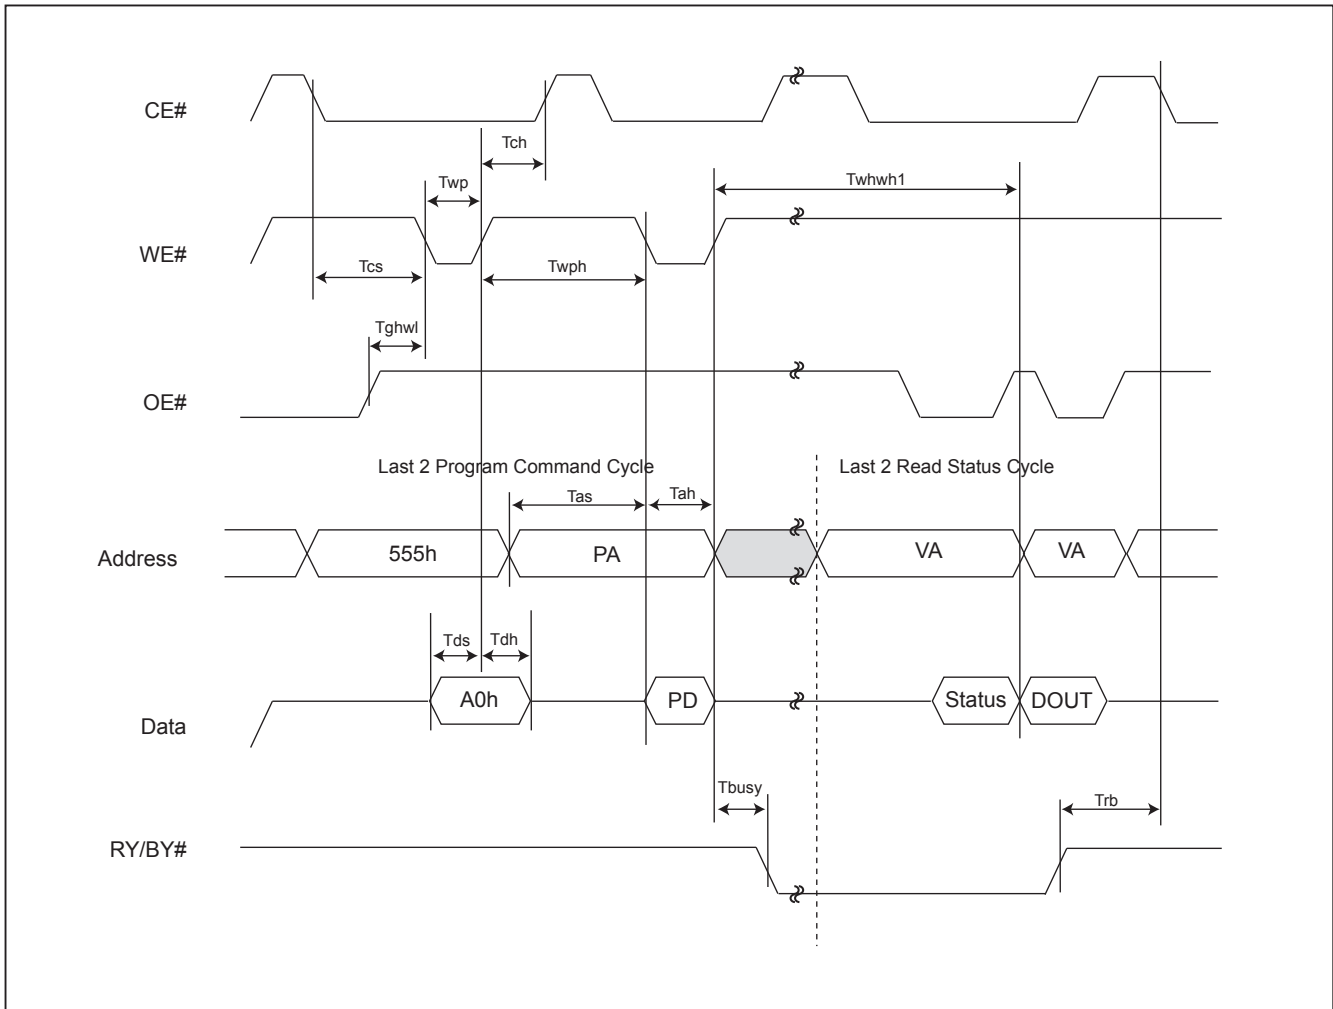 CE#
Tch
Twp
Twhwh1
WE#
Tcs
Twph
Tghwl
OE#
Last 2 Program Command Cycle
Last 2 Read Status Cycle
Tas
Tah
Address
555h
PA
VA
VA
Tds
Tdh
Data
A0h
PD
Status
DOUT
Tbusy
Trb
RY/BY#